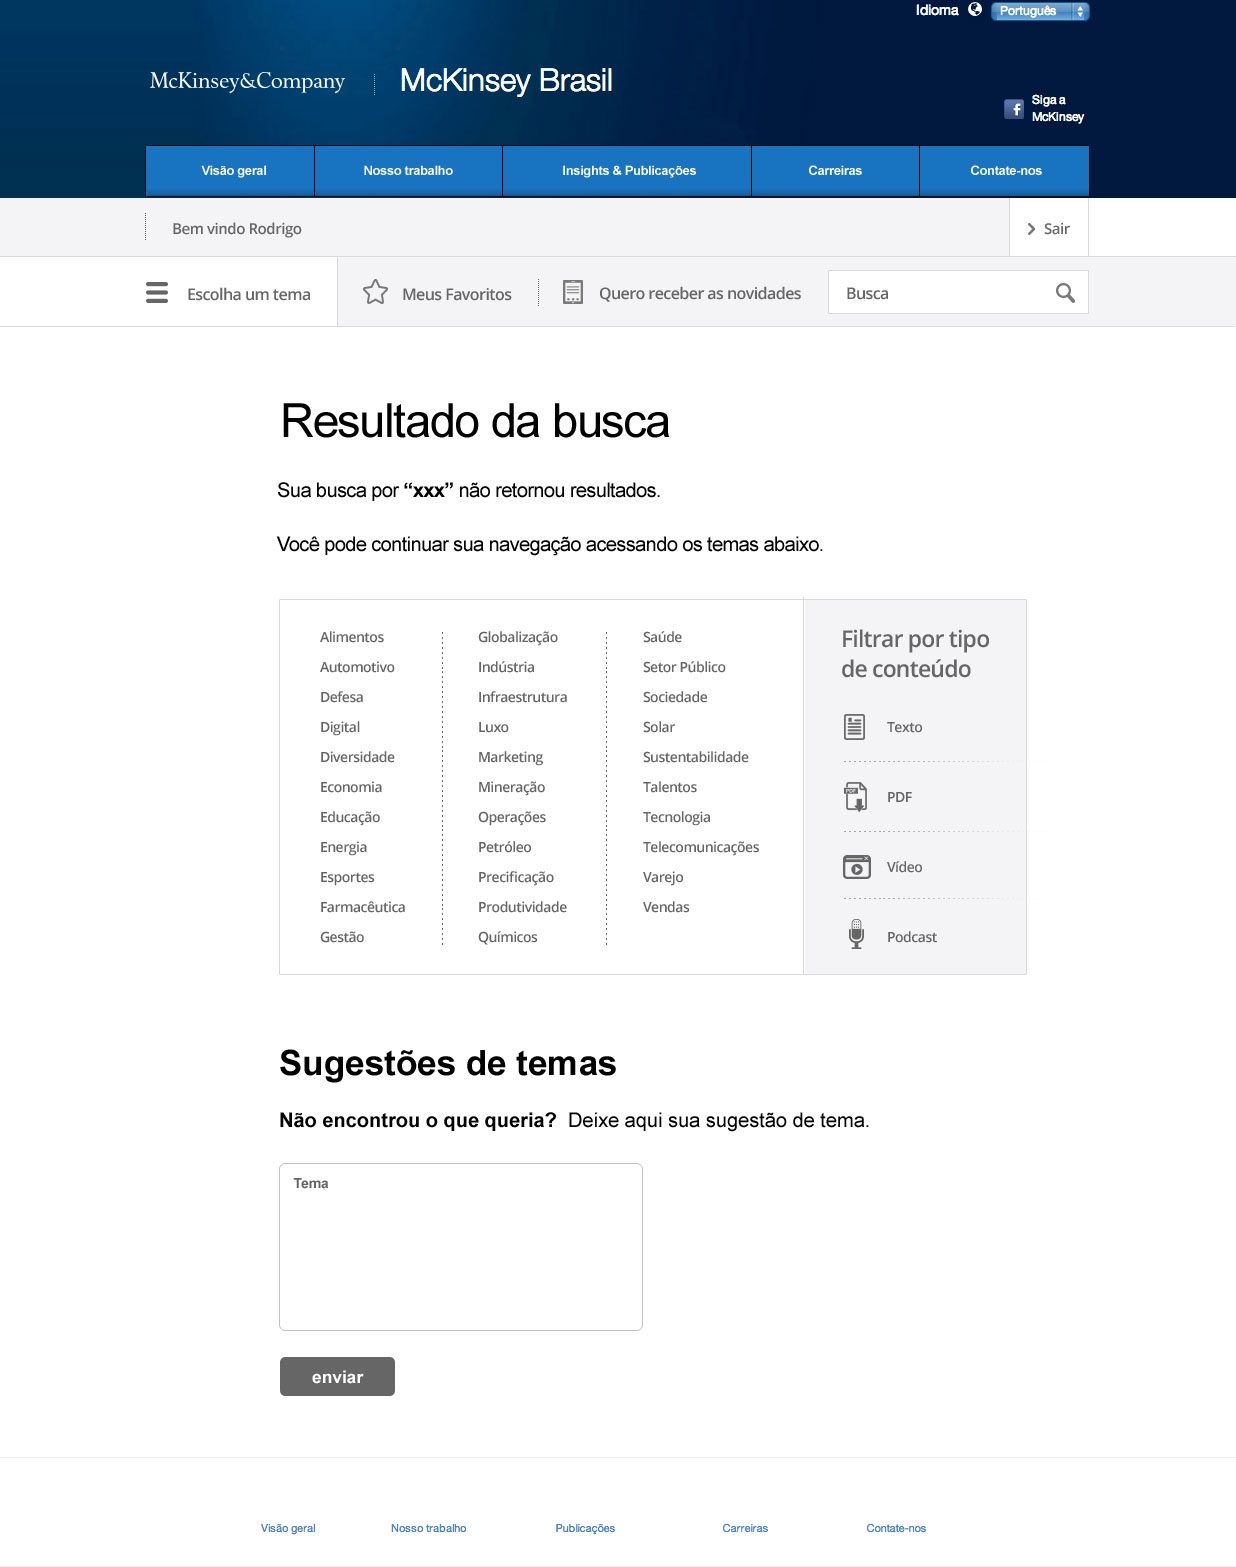 Idioma Português
McKinsey&Company McKinsey Brasil
Siga a
McKinsey
Visão geral Nosso trabalho Insights & Publicações Carreiras Contate-nos
Bem vindo Rodrigo Sair
Escolha um tema Meus Favoritos Quero receber as novidades Busca
Resultado da busca
Sua busca por “xxx” não retornou resultados.
Você pode continuar sua navegação acessando os temas abaixo.
Alimentos
Automotivo
Defesa
Digital
Diversidade
Economia
Educação
Energia
Esportes
Farmacêutica
Gestão
Globalização
Indústria
Infraestrutura
Luxo
Marketing
Mineração
Operações
Petróleo
Precificação
Produtividade
Químicos
Saúde
Setor Público
Sociedade
Solar
Sustentabilidade
Talentos
Tecnologia
Telecomunicações
Varejo
Vendas
Filtrar por tipo
de conteúdo
Texto
PDF
PDF
Vídeo
Podcast
Sugestões de temas
Não encontrou o que queria? Deixe aqui sua sugestão de tema.
Tema
enviar
Visão geral Nosso trabalho Publicações Carreiras Contate-nos